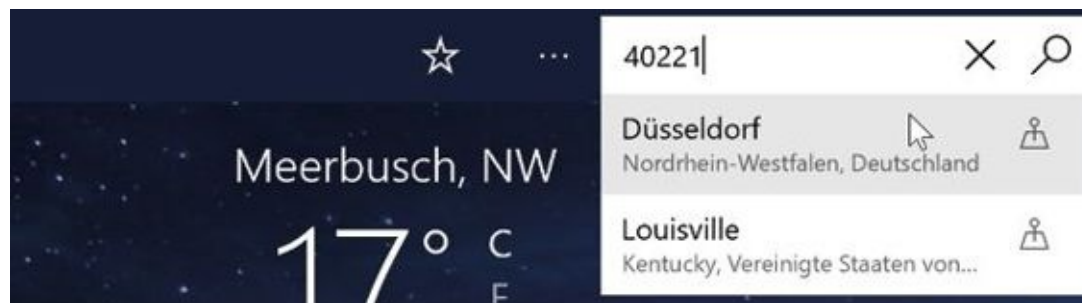 40221
Düsseldorf
Nordrhein-Westfalen, Deutschland
Meerbusch, NW
17° C
F
Louisville
Kentucky, Vereinigte Staaten von...